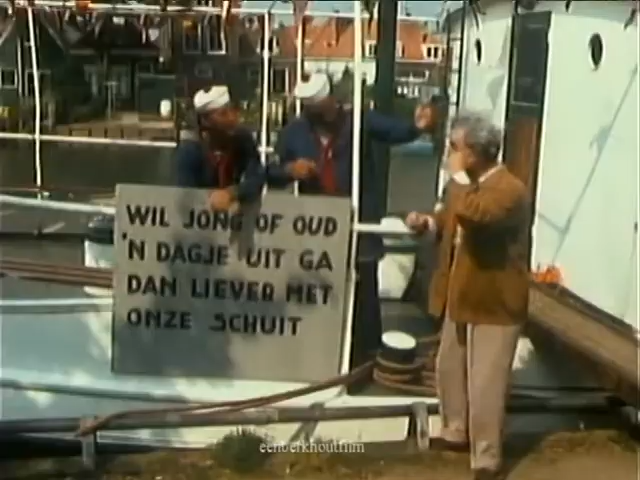 WIL JONG OF OUD
'N DAGJE UIT GA
DAN LIEVER MET
ONZE SCHUIT
eenberkhoutfilm